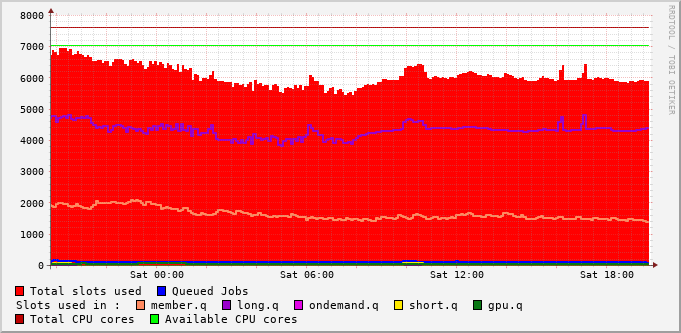 8000
7000
6000
5000
4000
3000
2000
1000
0
Sat 00:00 Sat 06:00 Sat 12:00 Sat 18:00
RRDTOOL / TOBI OETIKER
Total slots used Queued Jobs
Slots used in : member.q long.q ondemand.q short.q gpu.q
Total CPU cores Available CPU cores